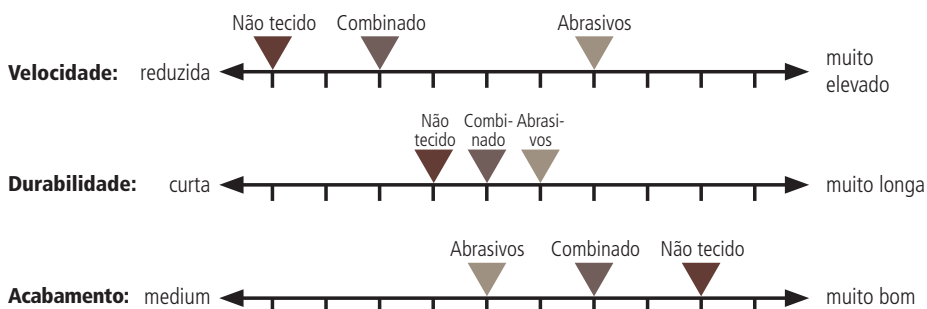 Não tecido Combinado Abrasivos
Velocidade: reduzida muito
elevado
Não Combi- Abrasi-
tecido nado vos
Durabilidade: curta muito longa
Abrasivos Combinado Não tecido
Acabamento: medium muito bom